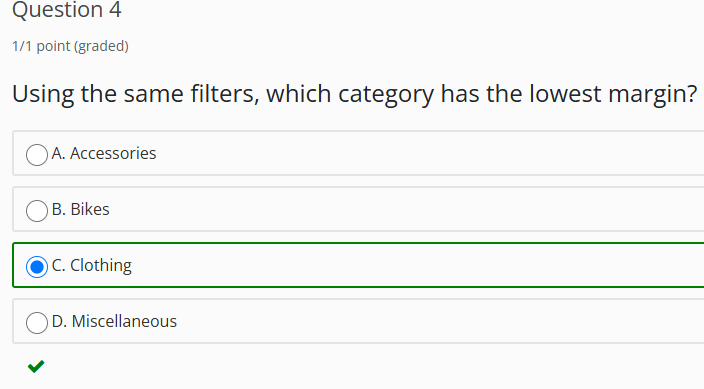 Question 4
1/1 point (graded)
Using the same filters, which category has the lowest margin?
A. Accessories
B. Bikes
C. Clothing
D. Miscellaneous